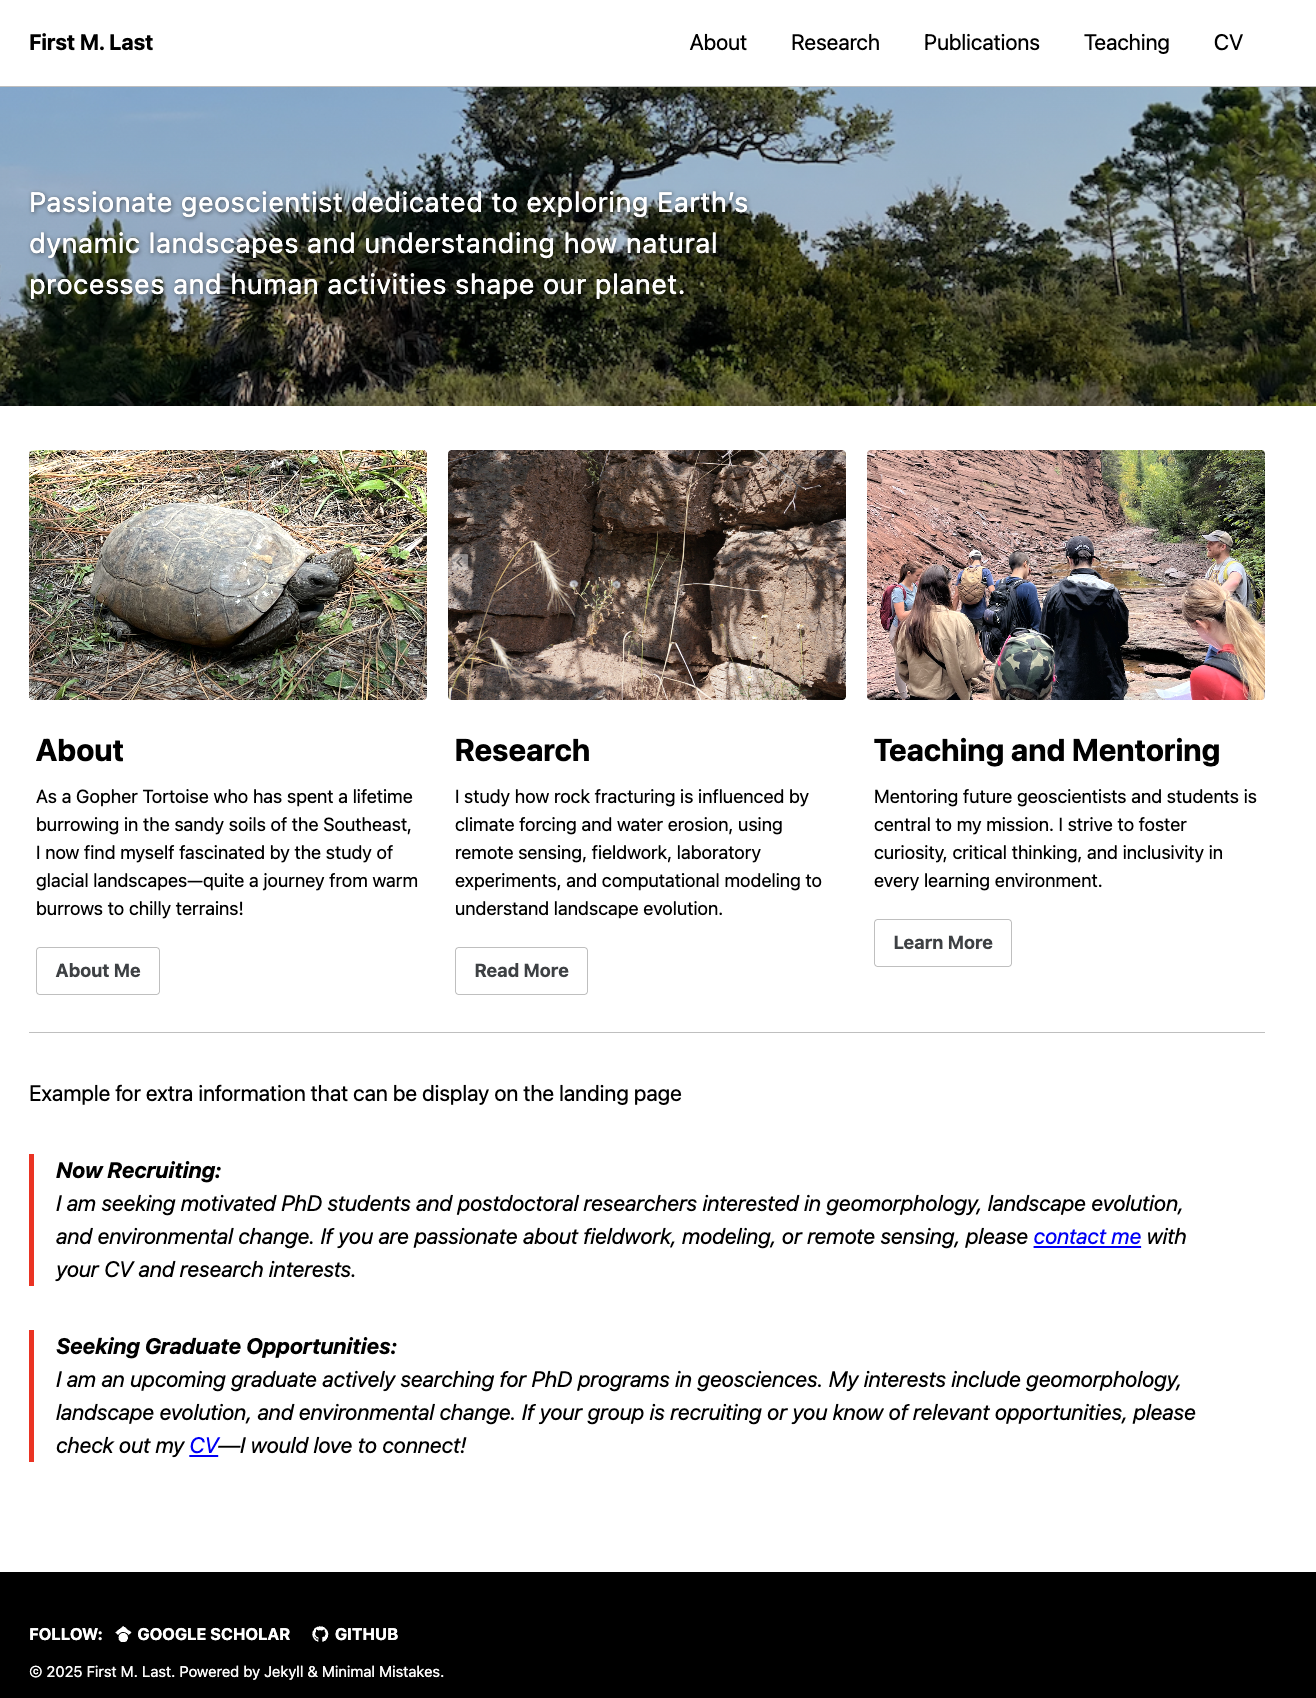 First M. Last
About Research Publications Teaching CV
Passionate geoscientist dedicated to exploring Earth’s
dynamic landscapes and understanding how natural
processes and human activities shape our planet.
About
As a Gopher Tortoise who has spent a lifetime
burrowing in the sandy soils of the Southeast,
I now find myself fascinated by the study of
glacial landscapes—quite a journey from warm
burrows to chilly terrains!
About Me
Research
I study how rock fracturing is influenced by
climate forcing and water erosion, using
remote sensing, fieldwork, laboratory
experiments, and computational modeling to
understand landscape evolution.
Read More
Teaching and Mentoring
Mentoring future geoscientists and students is
central to my mission. I strive to foster
curiosity, critical thinking, and inclusivity in
every learning environment.
Learn More
Example for extra information that can be display on the landing page
Now Recruiting:
I am seeking motivated PhD students and postdoctoral researchers interested in geomorphology, landscape evolution,
and environmental change. If you are passionate about fieldwork, modeling, or remote sensing, please contact me with
your CV and research interests.
Seeking Graduate Opportunities:
I am an upcoming graduate actively searching for PhD programs in geosciences. My interests include geomorphology,
landscape evolution, and environmental change. If your group is recruiting or you know of relevant opportunities, please
check out my CV—I would love to connect!
FOLLOW: GOOGLE SCHOLAR GITHUB
© 2025 First M. Last. Powered by Jekyll & Minimal Mistakes.